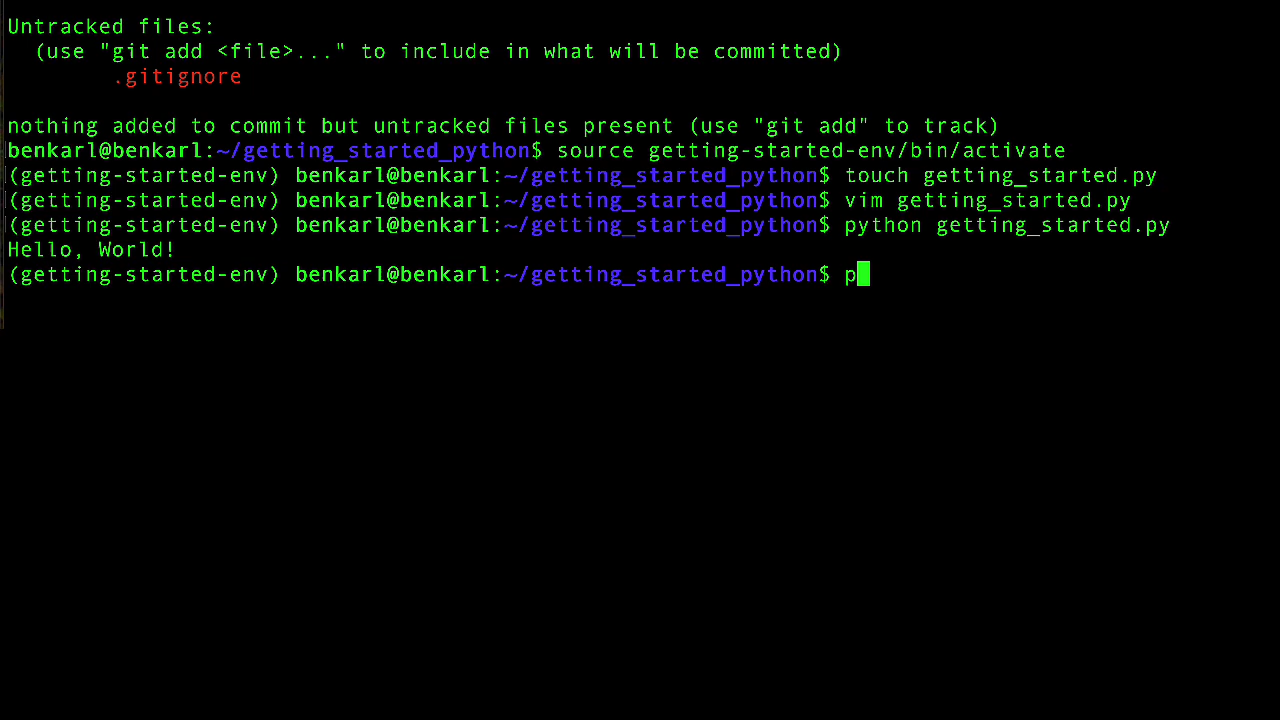 Untracked files:
  (use "git add <file>..." to include in what will be committed)
        .gitignore
nothing added to commit but untracked files present (use "git add" to track)
benkarl@benkarl:~/getting_started_python$ source getting-started-env/bin/activate
(getting-started-env) benkarl@benkarl:~/getting_started_python$ touch getting_started.py
(getting-started-env) benkarl@benkarl:~/getting_started_python$ vim getting_started.py
(getting-started-env) benkarl@benkarl:~/getting_started_python$ python getting_started.py
Hello, World!
(getting-started-env) benkarl@benkarl:~/getting_started_python$ p